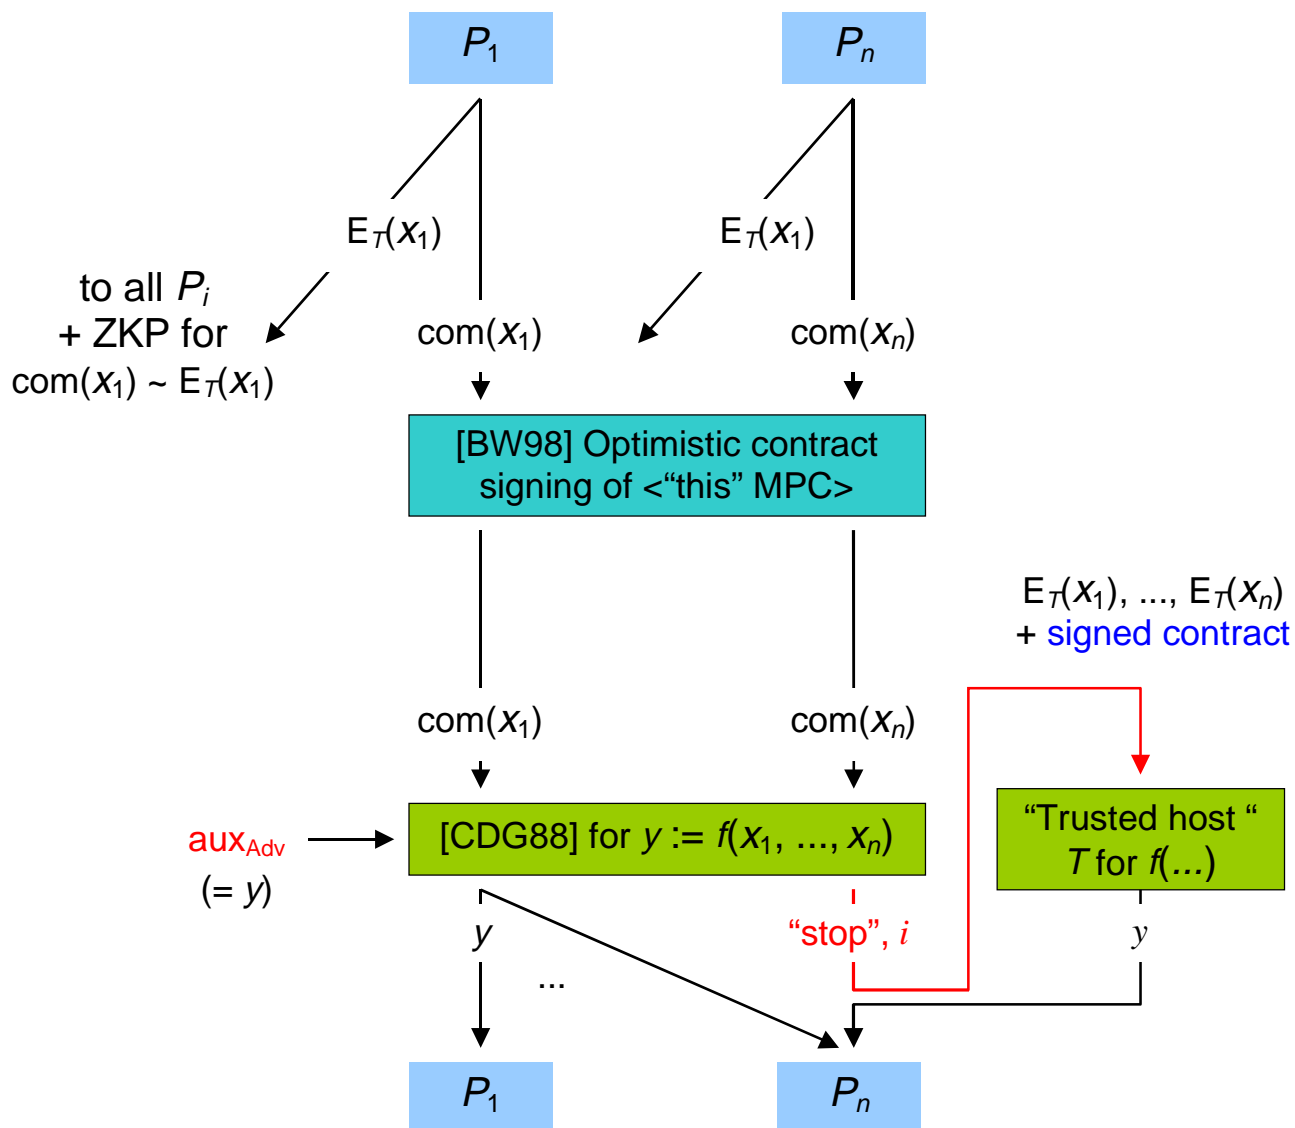 P1
Pn
ET(x1)
ET(x1)
to all Pi
+ ZKP for
com(x1) ~ ET(x1)
com(x1)
com(xn)
[BW98] Optimistic contract
signing of <“this” MPC>
ET(x1), ..., ET(xn)
+ signed contract
com(x1)
com(xn)
auxAdv
(= y)
[CDG88] for y := f(x1, ..., xn)
“Trusted host “
T for f(...)
y
“stop”, i
y
...
P1
Pn